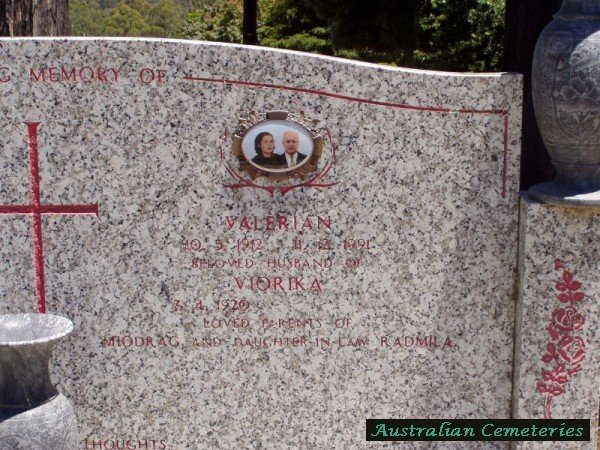 G MEMORY OF
VALERIAN
10. 5. 1912 - 11. 12. 1991
BELOVED HUSBAND OF
VIORIKA
7. 4. 1920
LOVED PARENTS OF
MIODRAG AND DAUGHTER-IN-LAW RADMILA.
THOUGHTS
Australian Cemeteries